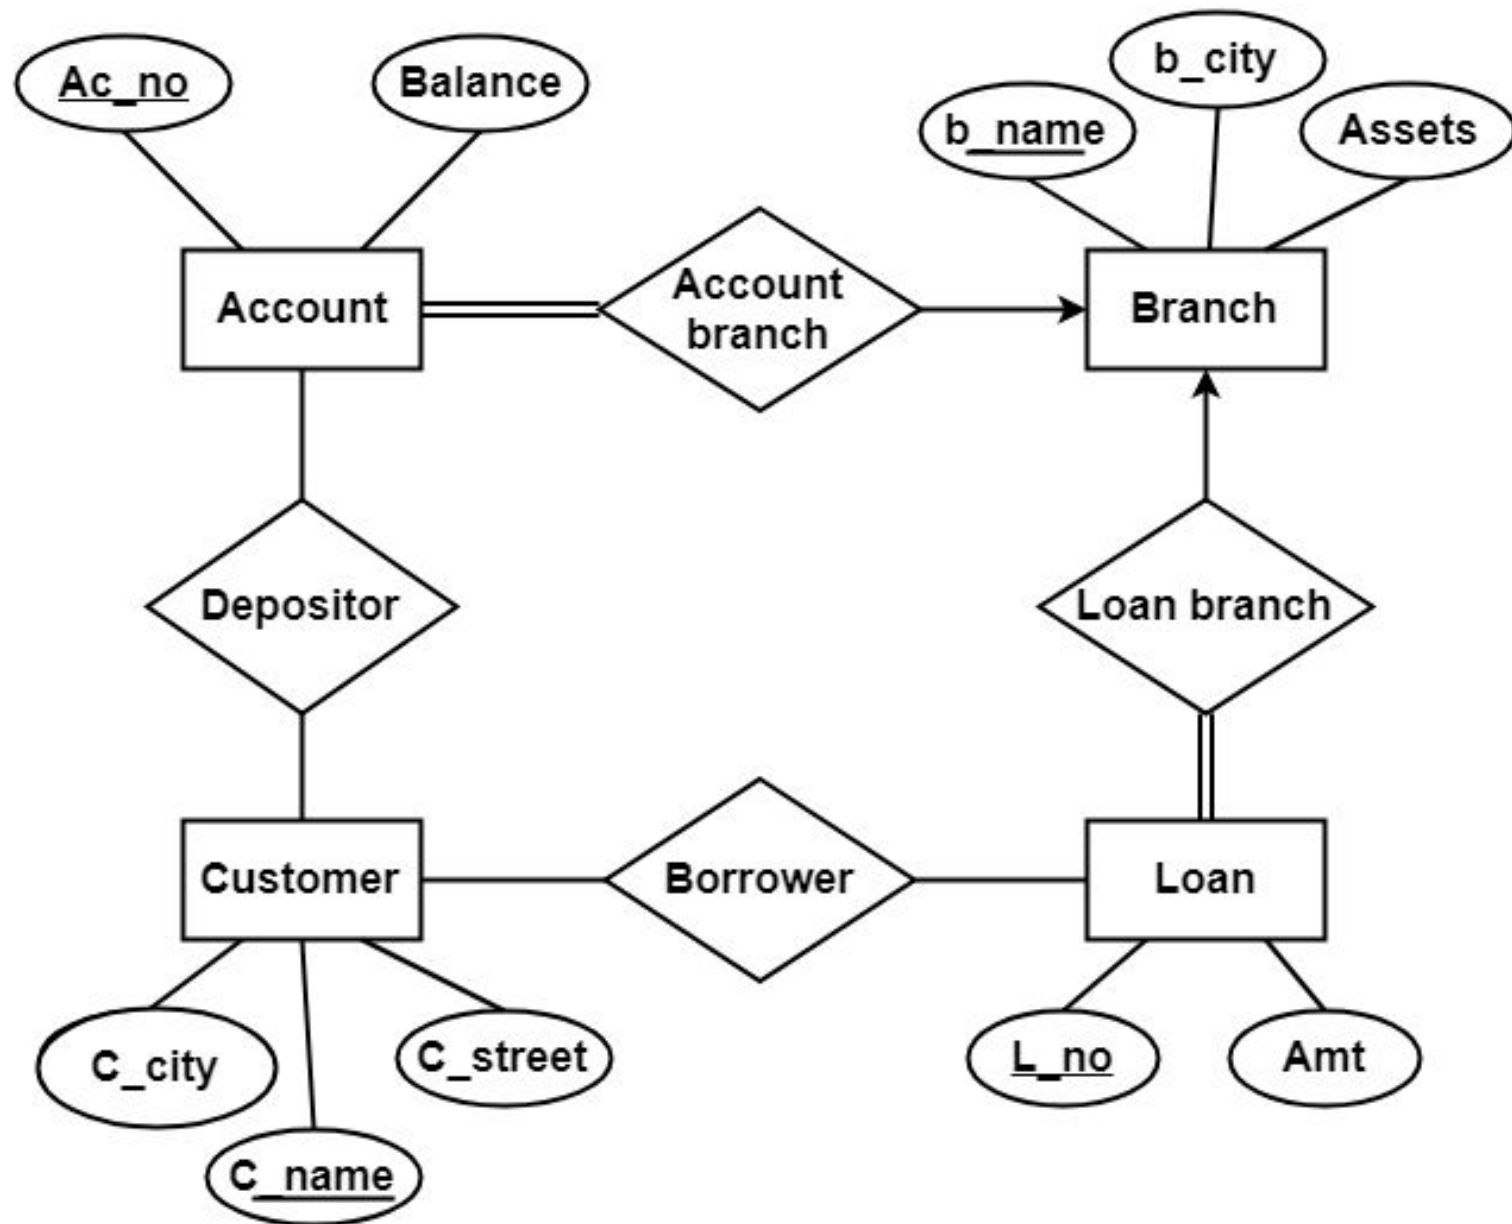 b_city
Ac_no
Balance
b_name
Assets
Account
Account
branch
Branch
Depositor
Loan branch
Customer
Borrower
Loan
C_city
C_street
L_no
Amt
C_name